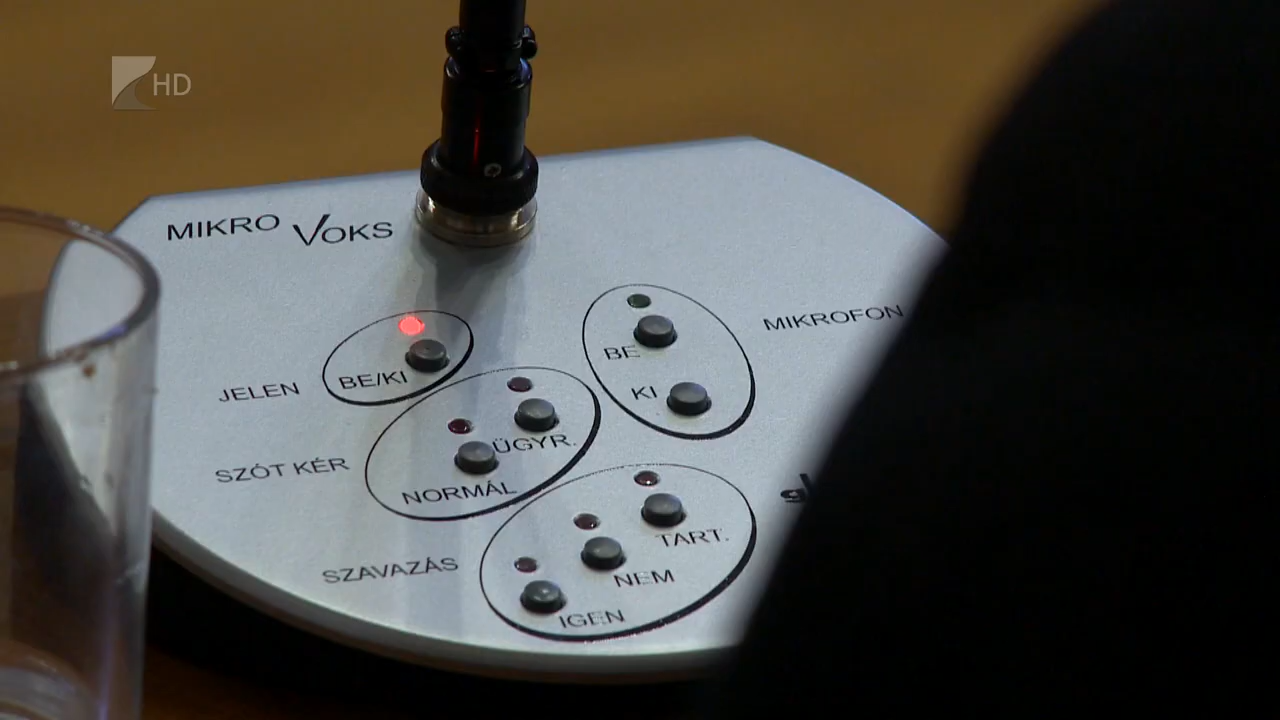 HD
MIKRO VOKS
MIKROFON
BE
KI
JELEN
BE/KI
SZÓT KÉR
ÜGYR.
NORMÁL
SZAVAZÁS
TART.
NEM
IGEN